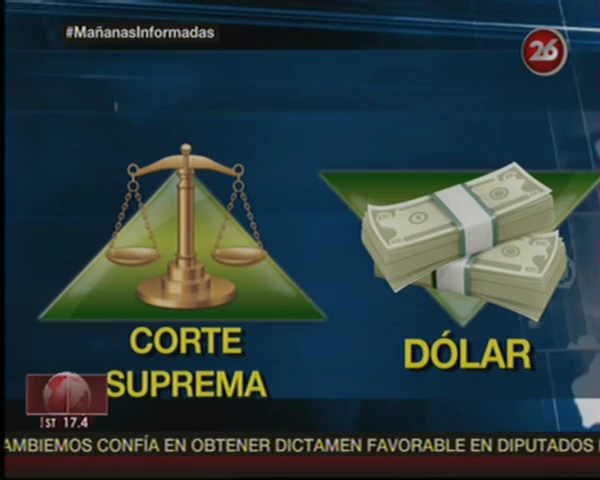 #MañanasInformadas
26
CORTE
SUPREMA
DÓLAR
ST 17.4
AMBIEMOS CONFÍA EN OBTENER DICTAMEN FAVORABLE EN DIPUTADOS